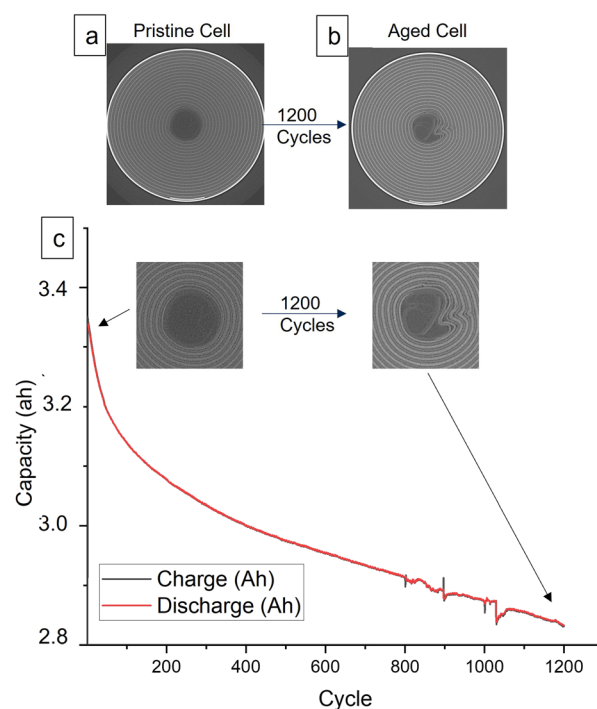 a
Pristine Cell
b
Aged Cell
1200
Cycles
c
1200
Cycles
3.4
3.2
3.0
2.8
Capacity (ah)
Charge (Ah)
Discharge (Ah)
200
400
600
800
1000
1200
Cycle